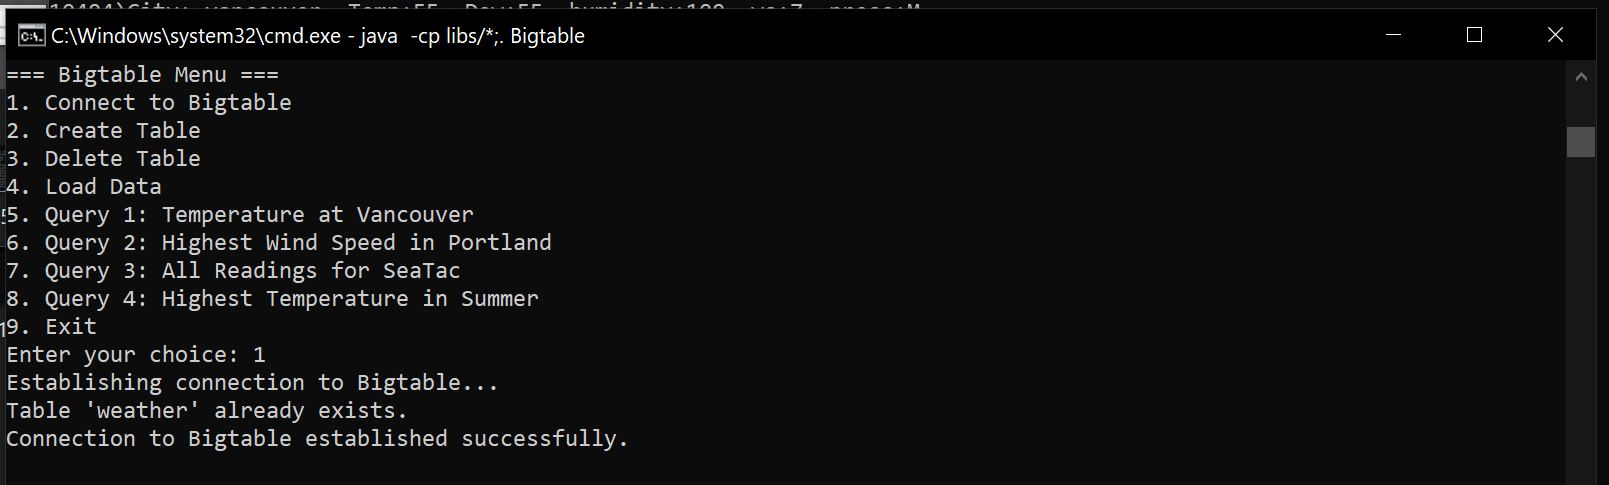 C:\Windows\system32\cmd.exe - java  -cp libs/*;. Bigtable
=== Bigtable Menu ===
1. Connect to Bigtable
2. Create Table
3. Delete Table
4. Load Data
5. Query 1: Temperature at Vancouver
6. Query 2: Highest Wind Speed in Portland
7. Query 3: All Readings for SeaTac
8. Query 4: Highest Temperature in Summer
9. Exit
Enter your choice: 1
Establishing connection to Bigtable...
Table 'weather' already exists.
Connection to Bigtable established successfully.